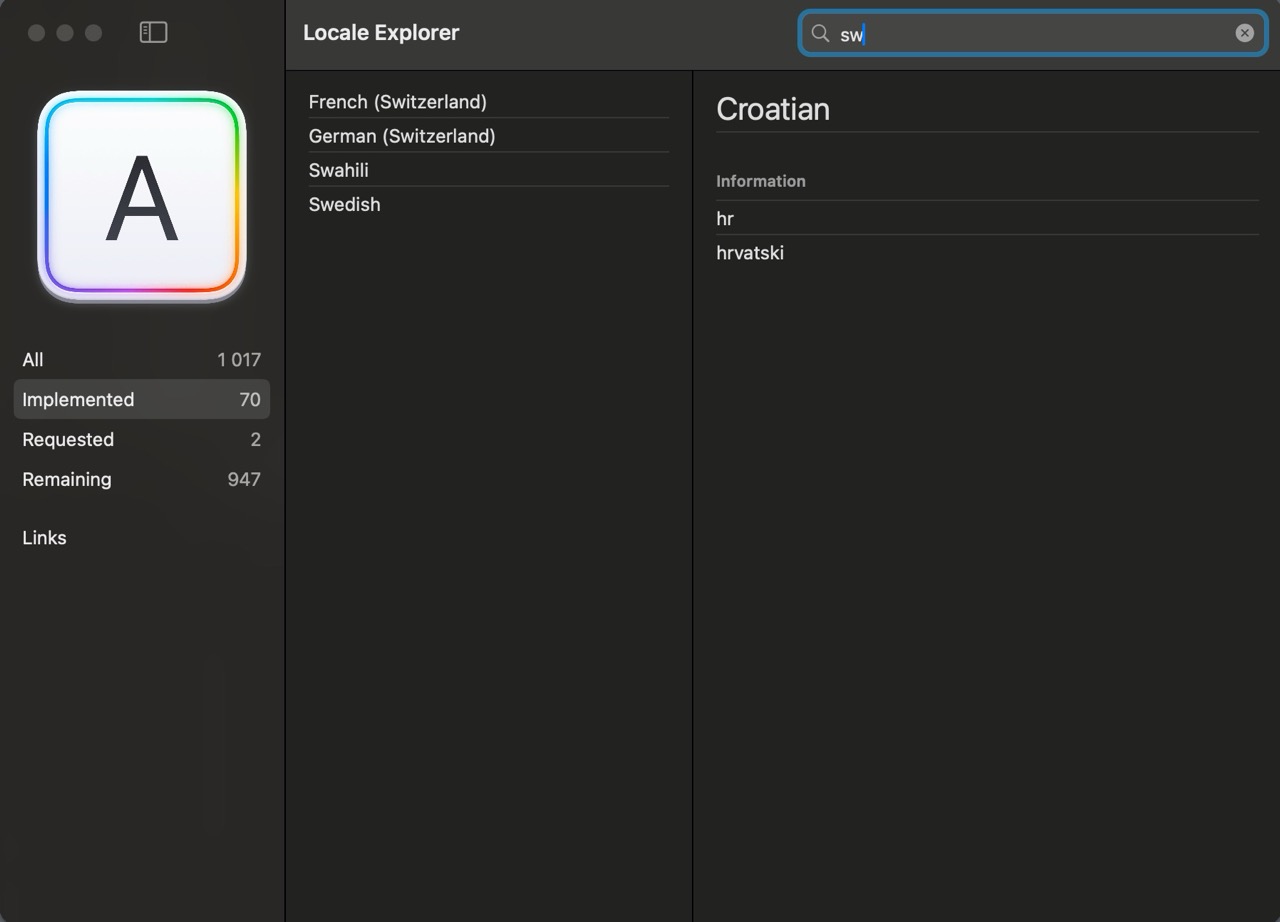 Locale Explorer
sw
A
All 1 017
Implemented 70
Requested 2
Remaining 947
Links
French (Switzerland)
German (Switzerland)
Swahili
Swedish
Croatian
Information
hr
hrvatski